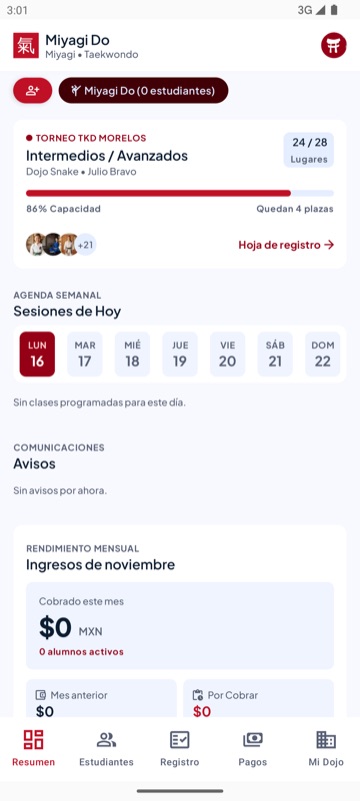 3:01
3G
氣
Miyagi Do
Miyagi • Taekwondo
Miyagi Do (0 estudiantes)
TORNEO TKD MORELOS
24 / 28
Lugares
Intermedios / Avanzados
Dojo Snake • Julio Bravo
86% Capacidad
Quedan 4 plazas
+21
Hoja de registro →
AGENDA SEMANAL
Sesiones de Hoy
LUN MAR MIÉ JUE VIE SÁB DOM
16 17 18 19 20 21 22
Sin clases programadas para este día.
COMUNICACIONES
Avisos
Sin avisos por ahora.
RENDIMIENTO MENSUAL
Ingresos de noviembre
Cobrado este mes
$0 MXN
0 alumnos activos
Mes anterior
$0
Por Cobrar
$0
Resumen Estudiantes Registro Pagos Mi Dojo